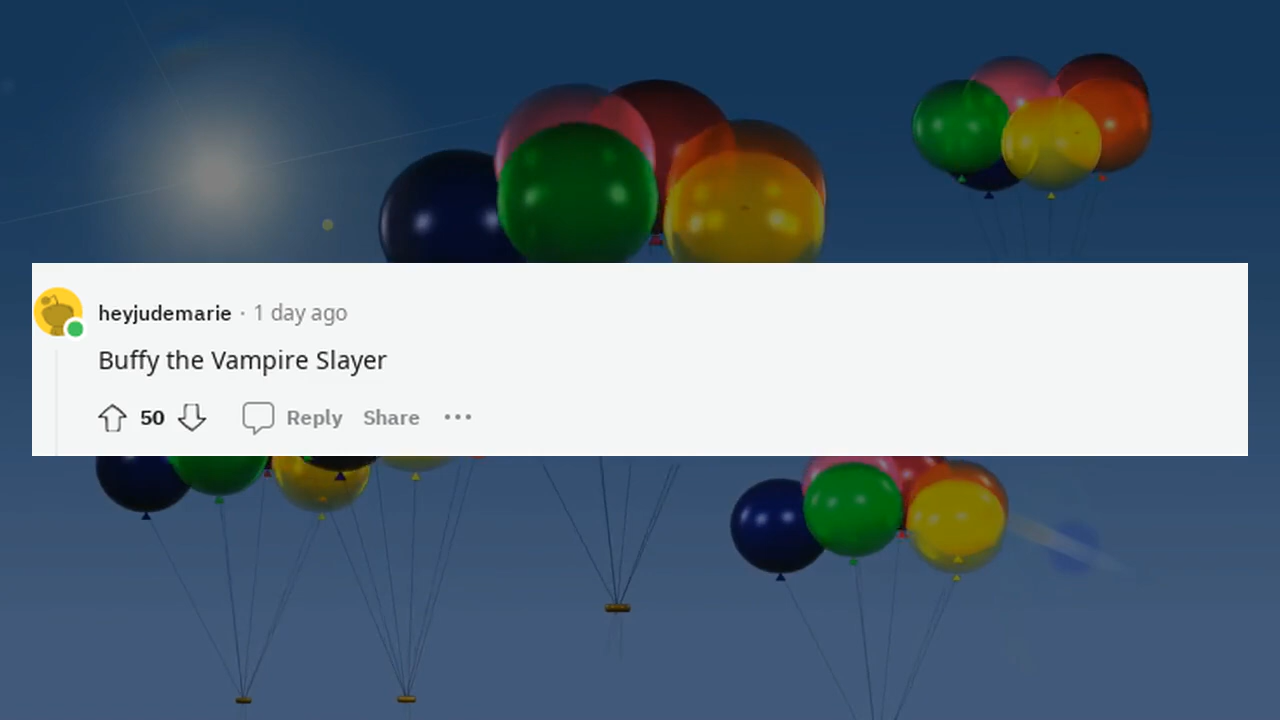 heyjudemarie · 1 day ago
Buffy the Vampire Slayer
50 Reply Share ···